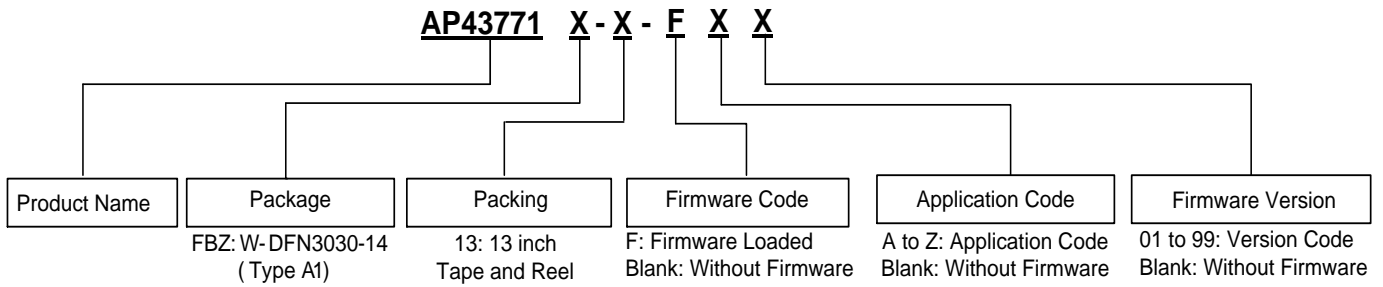 AP43771 X - X - F X X
Product Name
Package
Packing
Firmware Code
Application Code
Firmware Version
FBZ: W-DFN3030-14
( Type A1)
13: 13 inch
Tape and Reel
F: Firmware Loaded
Blank: Without Firmware
A to Z: Application Code
Blank: Without Firmware
01 to 99: Version Code
Blank: Without Firmware